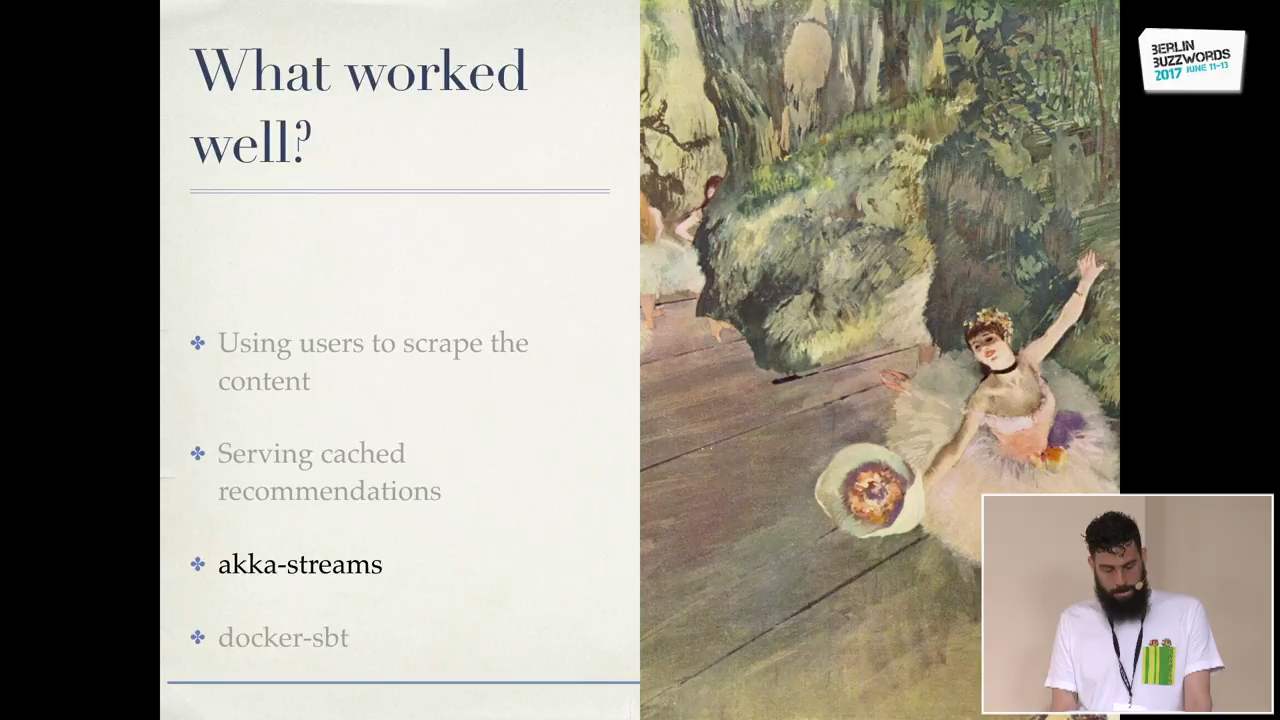 What worked
well?
Using users to scrape the
content
Serving cached
recommendations
akka-streams
docker-sbt
BERLIN
BUZZWORDS
2017 JUNE 11-13